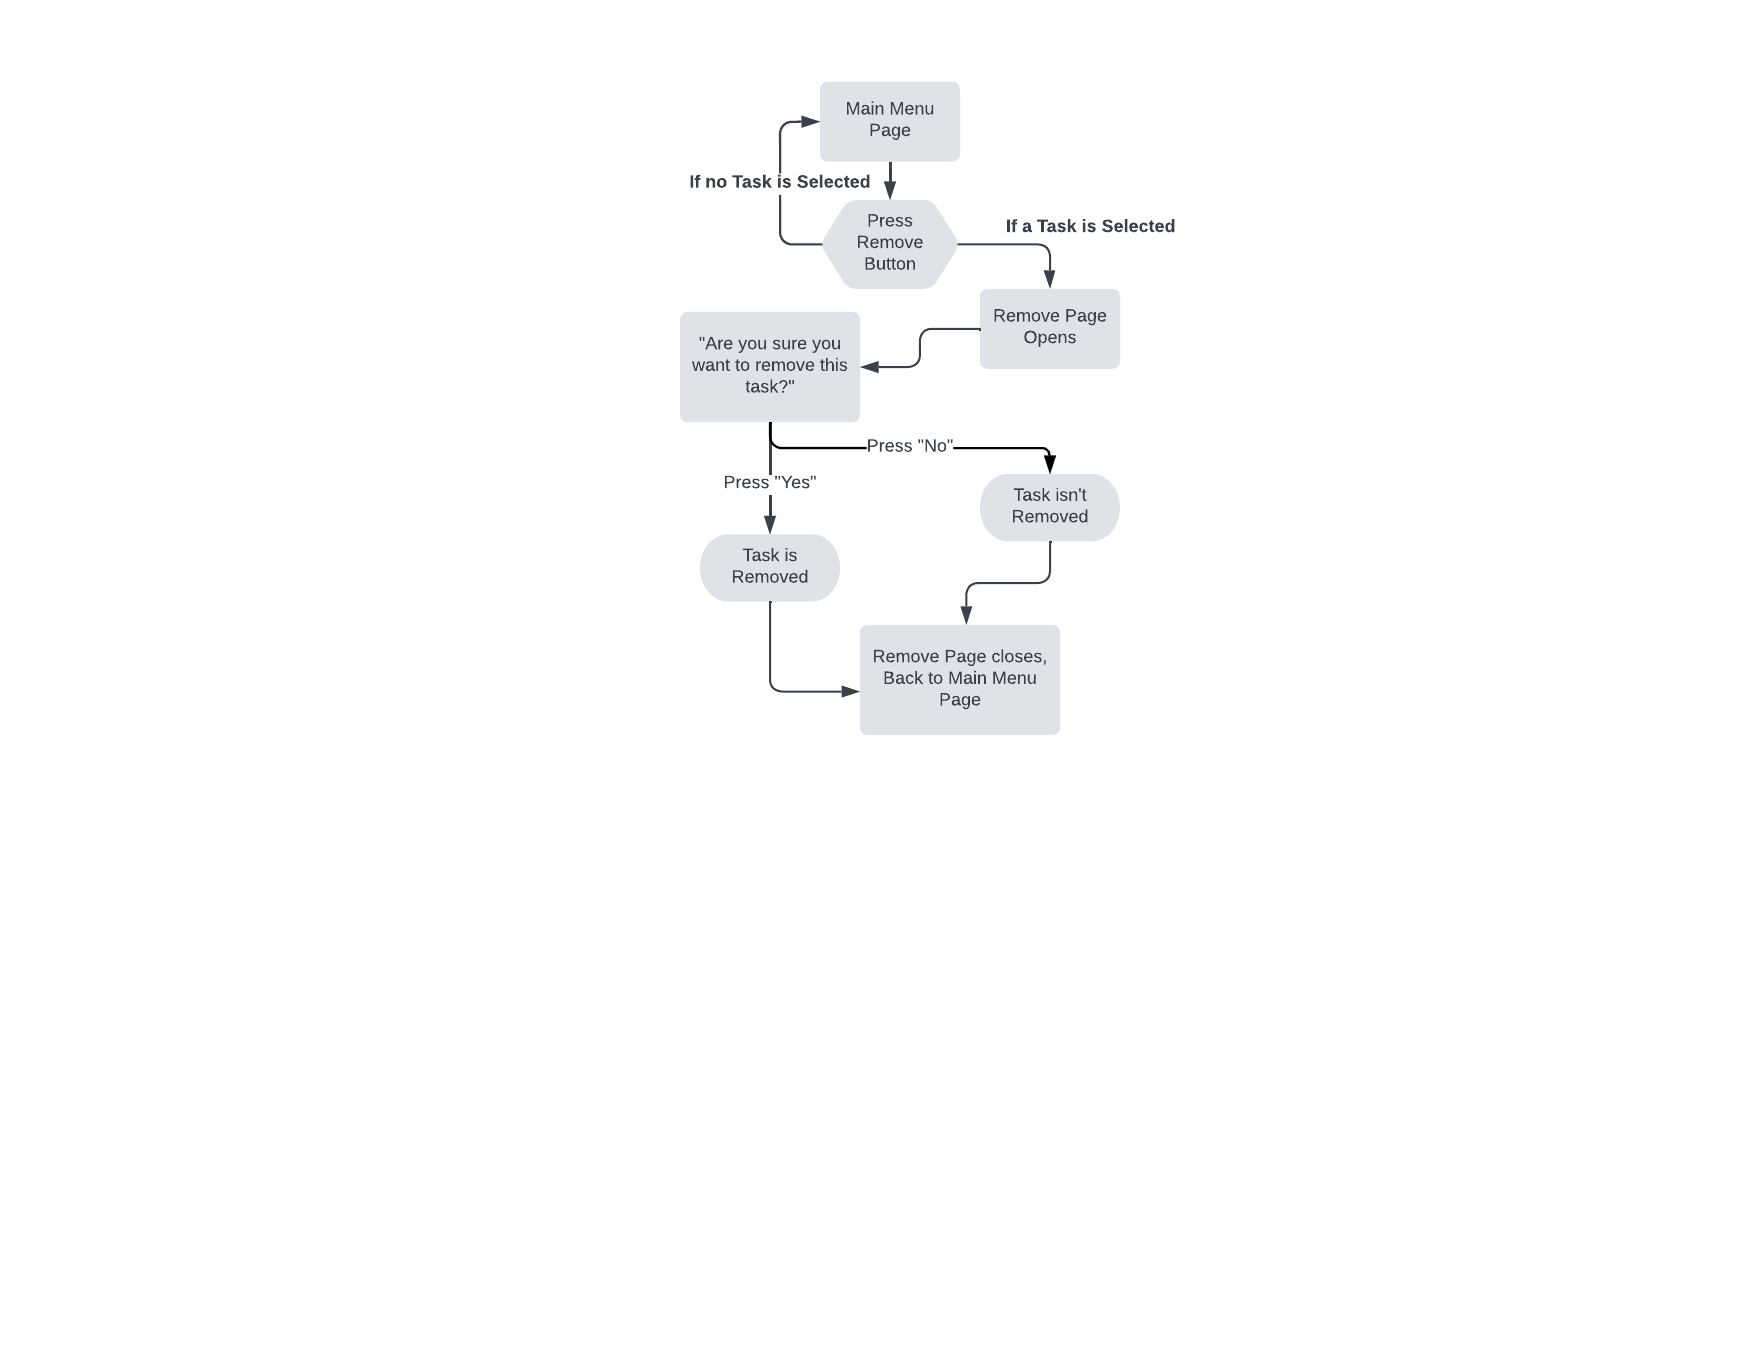 Main Menu
Page
If no Task is Selected
Press
Remove
Button
If a Task is Selected
Remove Page
Opens
"Are you sure you
want to remove this
task?"
Press "No"
Press "Yes"
Task isn't
Removed
Task is
Removed
Remove Page closes,
Back to Main Menu
Page